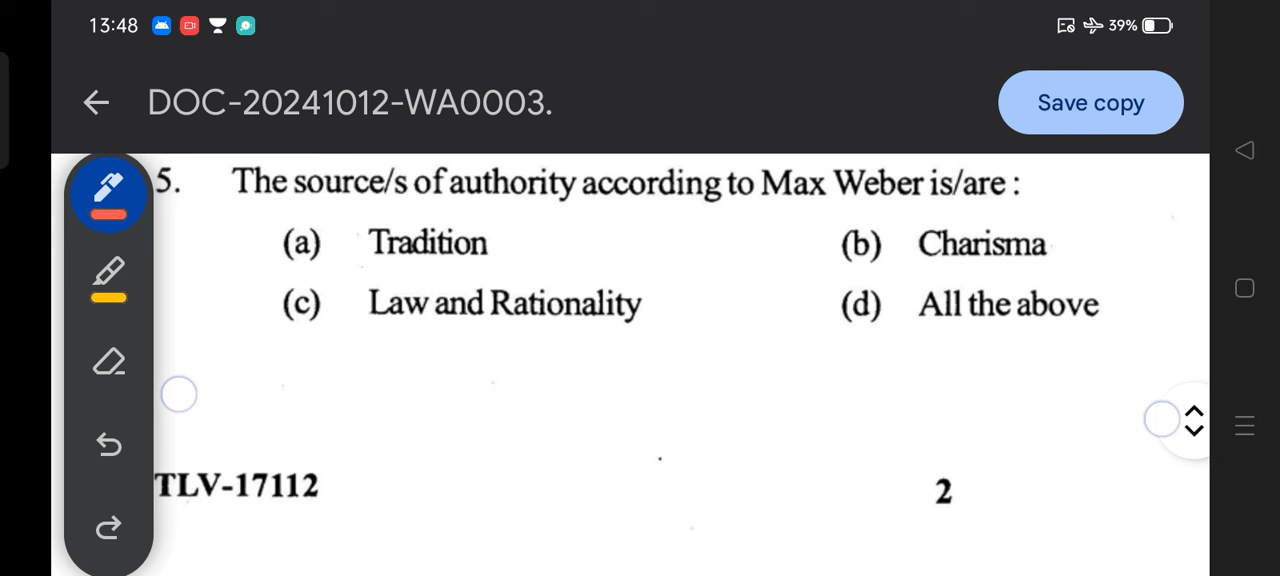 13:48
39%
DOC-20241012-WA0003.
Save copy
5. The source/s of authority according to Max Weber is/are :
(a) Tradition (b) Charisma
(c) Law and Rationality (d) All the above
TLV-17112 2